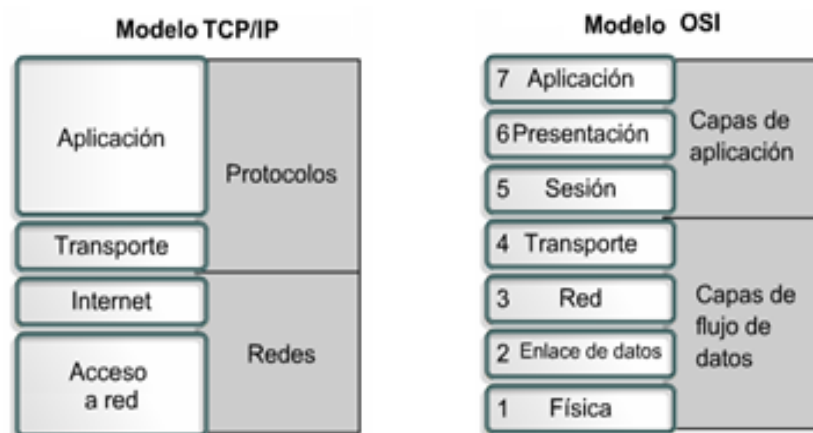 Modelo TCP/IP
Aplicación
Transporte
Internet
Acceso
a red
Protocolos
Redes
Modelo OSI
7 Aplicación
6 Presentación
5 Sesión
4 Transporte
3 Red
2 Enlace de datos
1 Física
Capas de
aplicación
Capas de
flujo de
datos